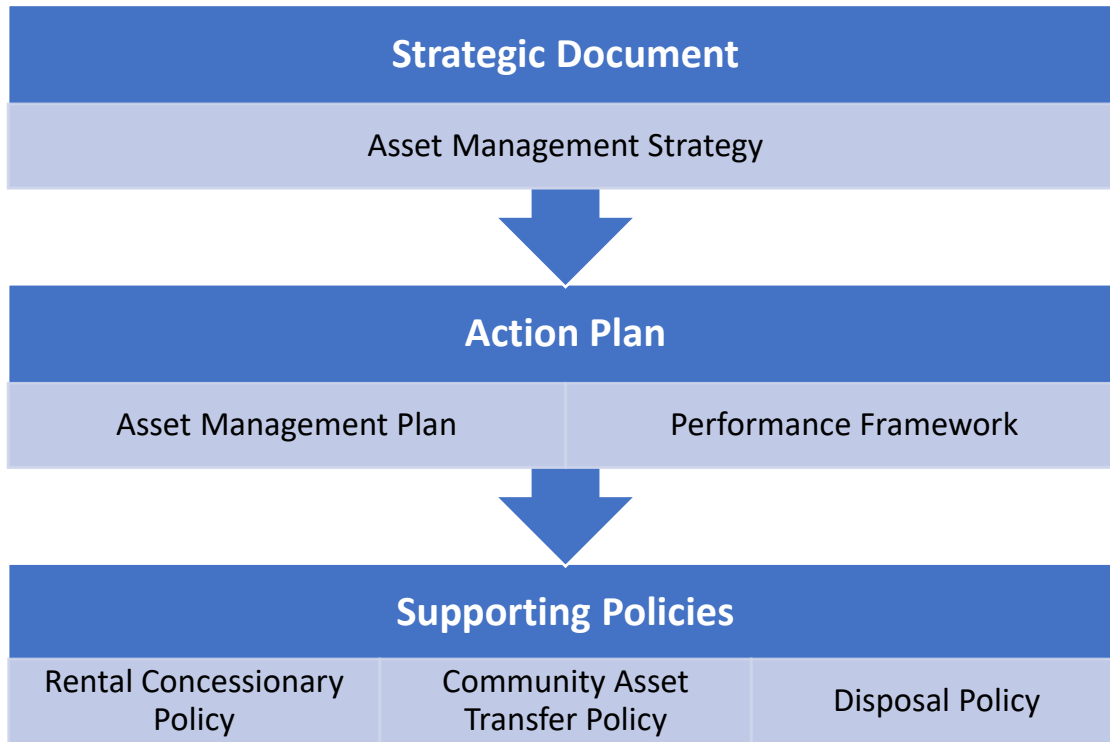 Strategic Document
Asset Management Strategy
Action Plan
Asset Management Plan
Performance Framework
Supporting Policies
Rental Concessionary
Policy
Community Asset
Transfer Policy
Disposal Policy